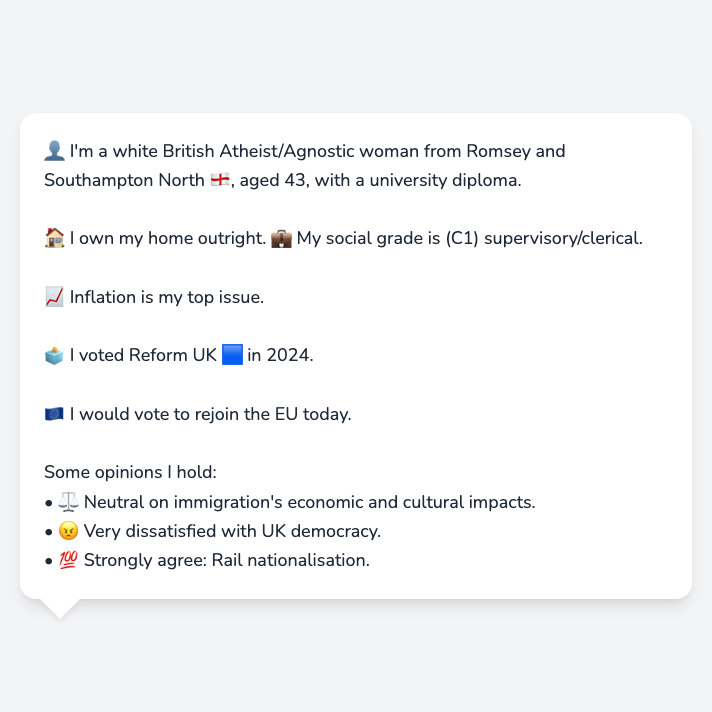 👤 I'm a white British Atheist/Agnostic woman from Romsey and
Southampton North 🏴󠁧󠁢󠁥󠁮󠁧󠁿, aged 43, with a university diploma.
🏠 I own my home outright. 💼 My social grade is (C1) supervisory/clerical.
📈 Inflation is my top issue.
🗳️ I voted Reform UK 🟦 in 2024.
🇪🇺 I would vote to rejoin the EU today.
Some opinions I hold:
• ⚖️ Neutral on immigration's economic and cultural impacts.
• 😠 Very dissatisfied with UK democracy.
• 💯 Strongly agree: Rail nationalisation.